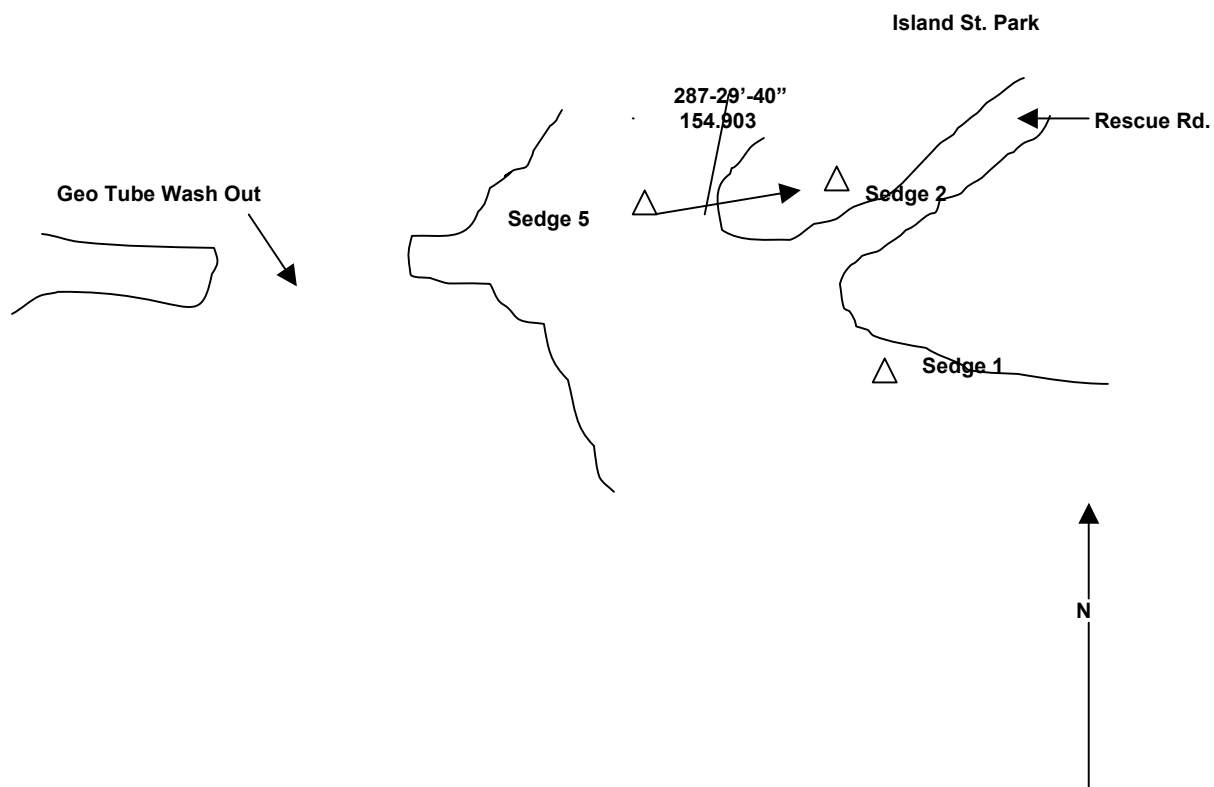 Island St. Park
287-29’-40”
154.903
Rescue Rd.
Geo Tube Wash Out
Sedge 2
Sedge 5
Sedge 1
N